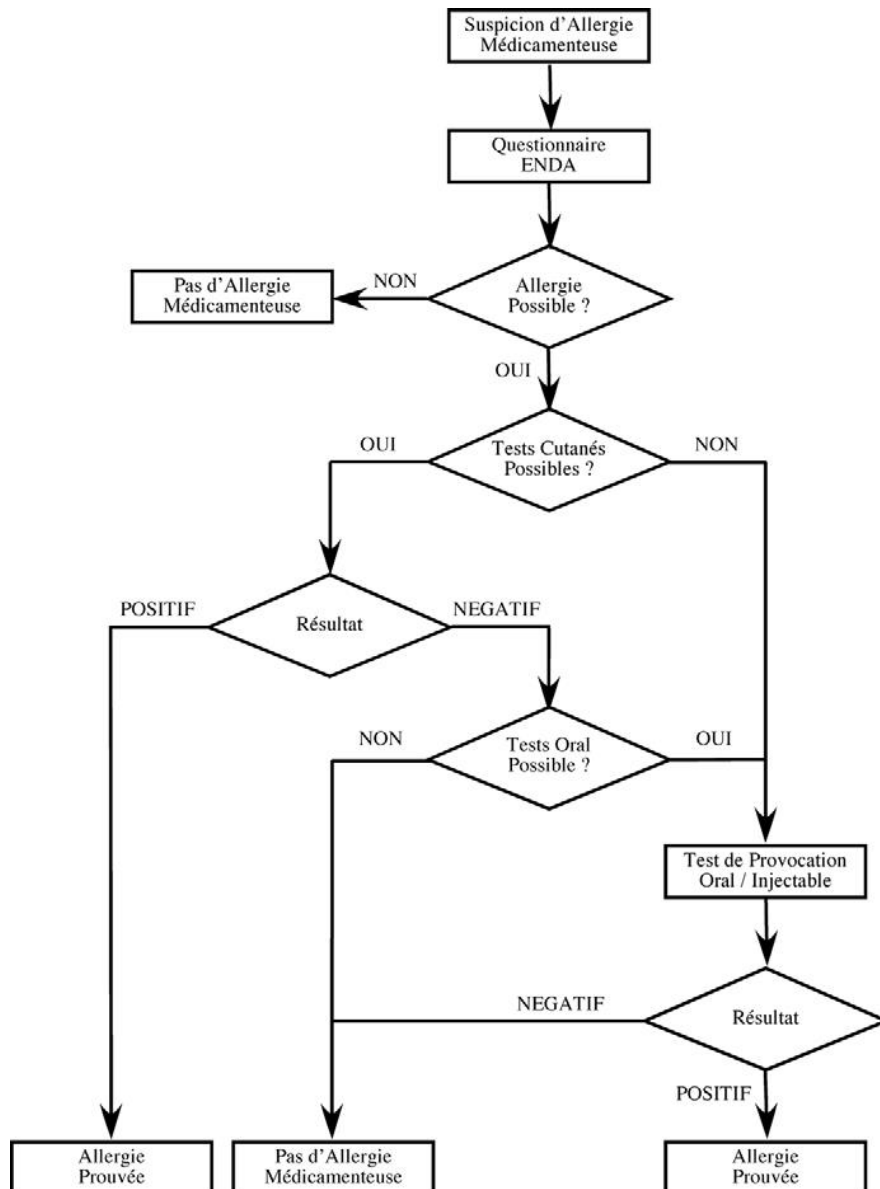 Suspicion d'Allergie
Médicamenteuse
Questionnaire
ENDA
Allergie
Possible ?
NON
Pas d'Allergie
Médicamenteuse
OUI
Tests Cutanés
Possibles ?
OUI
NON
Résultat
POSITIF
NEGATIF
Tests Oral
Possible ?
NON
OUI
Test de Provocation
Oral / Injectable
Résultat
NEGATIF
POSITIF
Allergie
Prouvée
Pas d'Allergie
Médicamenteuse
Allergie
Prouvée